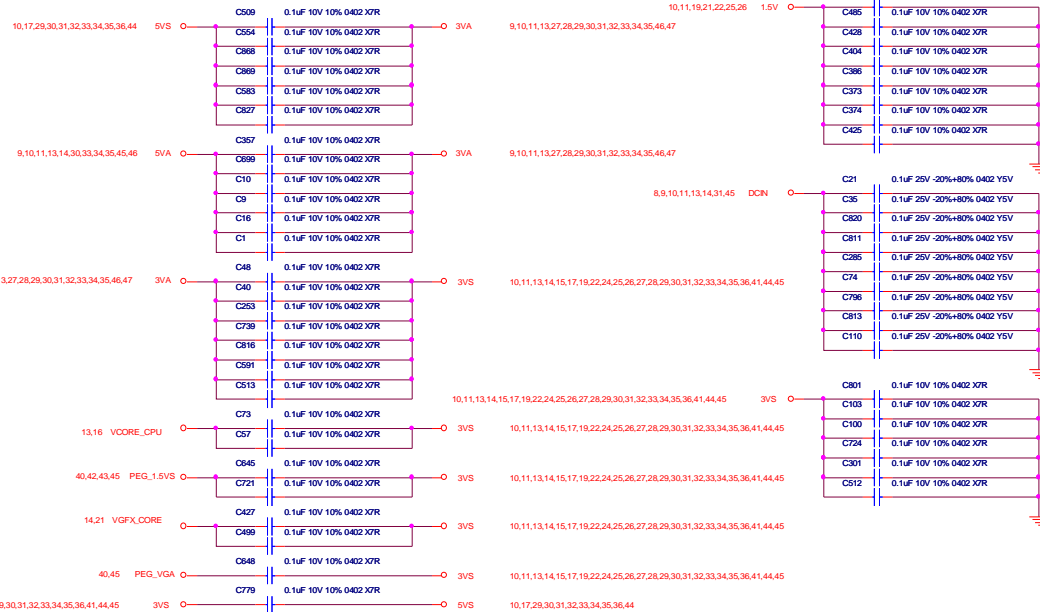 C509 0.1uF 10V 10% 0402 X7R
10,17,29,30,31,32,33,34,35,36,44 5VS
3VA 9,10,11,13,27,28,29,30,31,32,33,34,35,46,47
C554 0.1uF 10V 10% 0402 X7R
C868 0.1uF 10V 10% 0402 X7R
C869 0.1uF 10V 10% 0402 X7R
C583 0.1uF 10V 10% 0402 X7R
C827 0.1uF 10V 10% 0402 X7R
C357 0.1uF 10V 10% 0402 X7R
9,10,11,13,14,30,33,34,35,45,46 5VA
3VA 9,10,11,13,27,28,29,30,31,32,33,34,35,46,47
C699 0.1uF 10V 10% 0402 X7R
C10 0.1uF 10V 10% 0402 X7R
C9 0.1uF 10V 10% 0402 X7R
C16 0.1uF 10V 10% 0402 X7R
C1 0.1uF 10V 10% 0402 X7R
C48 0.1uF 10V 10% 0402 X7R
3,27,28,29,30,31,32,33,34,35,46,47 3VA
3VS 10,11,13,14,15,17,19,22,24,25,26,27,28,29,30,31,32,33,34,35,36,41,44,45
C40 0.1uF 10V 10% 0402 X7R
C253 0.1uF 10V 10% 0402 X7R
C739 0.1uF 10V 10% 0402 X7R
C816 0.1uF 10V 10% 0402 X7R
C591 0.1uF 10V 10% 0402 X7R
C513 0.1uF 10V 10% 0402 X7R
C73 0.1uF 10V 10% 0402 X7R
13,16 VCORE_CPU
3VS 10,11,13,14,15,17,19,22,24,25,26,27,28,29,30,31,32,33,34,35,36,41,44,45
C57 0.1uF 10V 10% 0402 X7R
C645 0.1uF 10V 10% 0402 X7R
40,42,43,45 PEG_1.5VS
3VS 10,11,13,14,15,17,19,22,24,25,26,27,28,29,30,31,32,33,34,35,36,41,44,45
C721 0.1uF 10V 10% 0402 X7R
C427 0.1uF 10V 10% 0402 X7R
14,21 VGFX_CORE
3VS 10,11,13,14,15,17,19,22,24,25,26,27,28,29,30,31,32,33,34,35,36,41,44,45
C499 0.1uF 10V 10% 0402 X7R
C648 0.1uF 10V 10% 0402 X7R
40,45 PEG_VGA
3VS 10,11,13,14,15,17,19,22,24,25,26,27,28,29,30,31,32,33,34,35,36,41,44,45
C779 0.1uF 10V 10% 0402 X7R
9,30,31,32,33,34,35,36,41,44,45 3VS
5VS 10,17,29,30,31,32,33,34,35,36,44
10,11,19,21,22,25,26 1.5V
C485 0.1uF 10V 10% 0402 X7R
C428 0.1uF 10V 10% 0402 X7R
C404 0.1uF 10V 10% 0402 X7R
C386 0.1uF 10V 10% 0402 X7R
C373 0.1uF 10V 10% 0402 X7R
C374 0.1uF 10V 10% 0402 X7R
C425 0.1uF 10V 10% 0402 X7R
C21 0.1uF 25V -20%+80% 0402 Y5V
8,9,10,11,13,14,31,45 DCIN
C35 0.1uF 25V -20%+80% 0402 Y5V
C820 0.1uF 25V -20%+80% 0402 Y5V
C811 0.1uF 25V -20%+80% 0402 Y5V
C285 0.1uF 25V -20%+80% 0402 Y5V
C74 0.1uF 25V -20%+80% 0402 Y5V
C796 0.1uF 25V -20%+80% 0402 Y5V
C813 0.1uF 25V -20%+80% 0402 Y5V
C110 0.1uF 25V -20%+80% 0402 Y5V
C801 0.1uF 10V 10% 0402 X7R
10,11,13,14,15,17,19,22,24,25,26,27,28,29,30,31,32,33,34,35,36,41,44,45 3VS
C103 0.1uF 10V 10% 0402 X7R
C100 0.1uF 10V 10% 0402 X7R
C724 0.1uF 10V 10% 0402 X7R
C301 0.1uF 10V 10% 0402 X7R
C512 0.1uF 10V 10% 0402 X7R